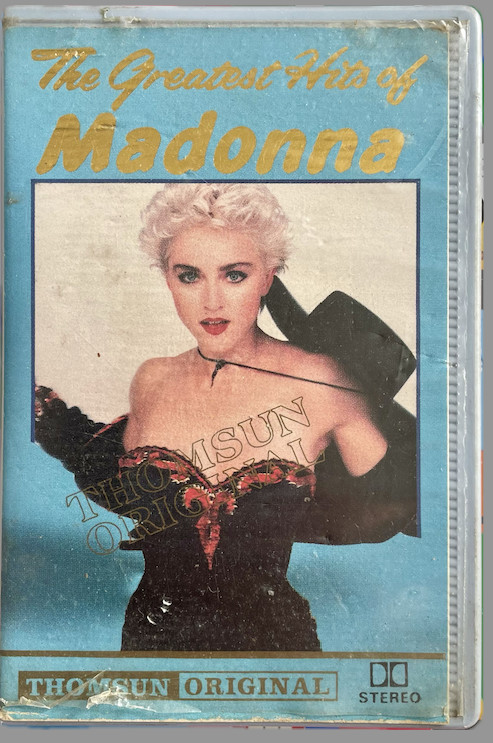 The Greatest Hits of
Madonna
THOMSUN
ORIGINAL
THOMSUN ORIGINAL
STEREO